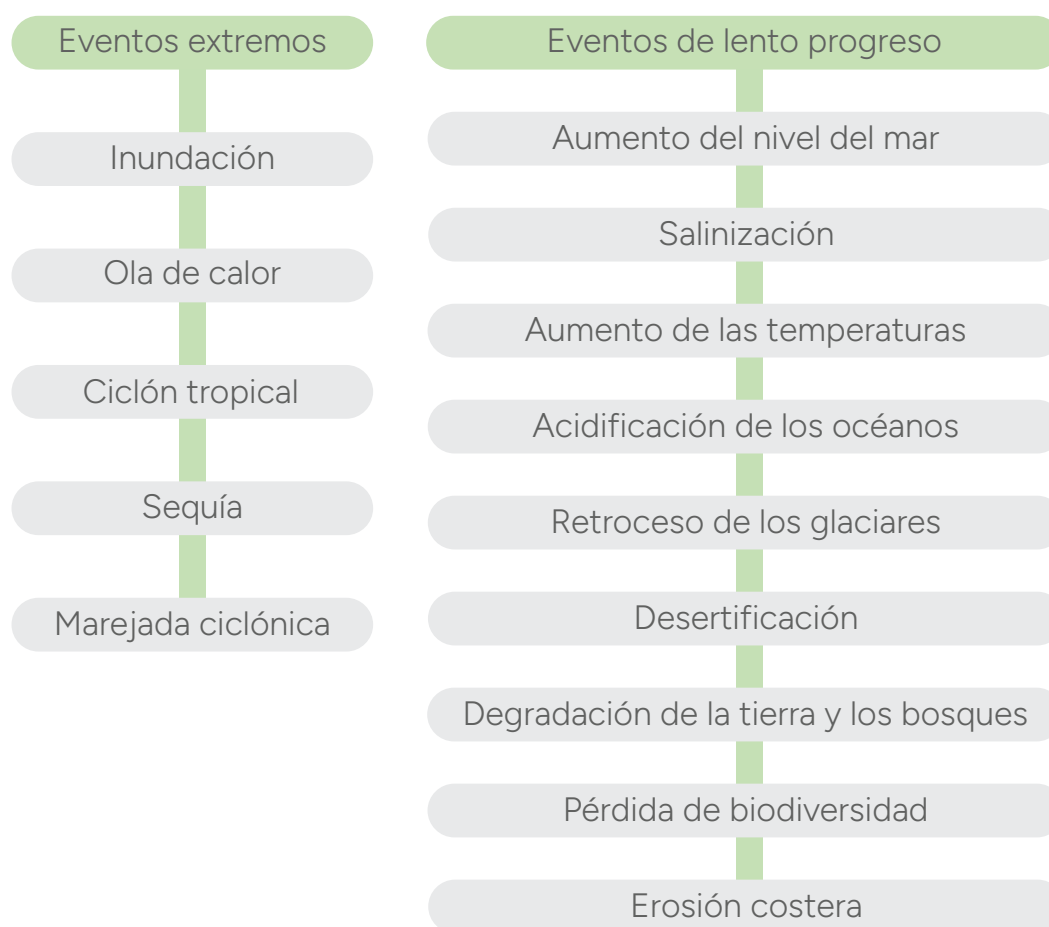 Eventos extremos
Inundación
Ola de calor
Ciclón tropical
Sequía
Marejada ciclónica
Eventos de lento progreso
Aumento del nivel del mar
Salinización
Aumento de las temperaturas
Acidificación de los océanos
Retroceso de los glaciares
Desertificación
Degradación de la tierra y los bosques
Pérdida de biodiversidad
Erosión costera